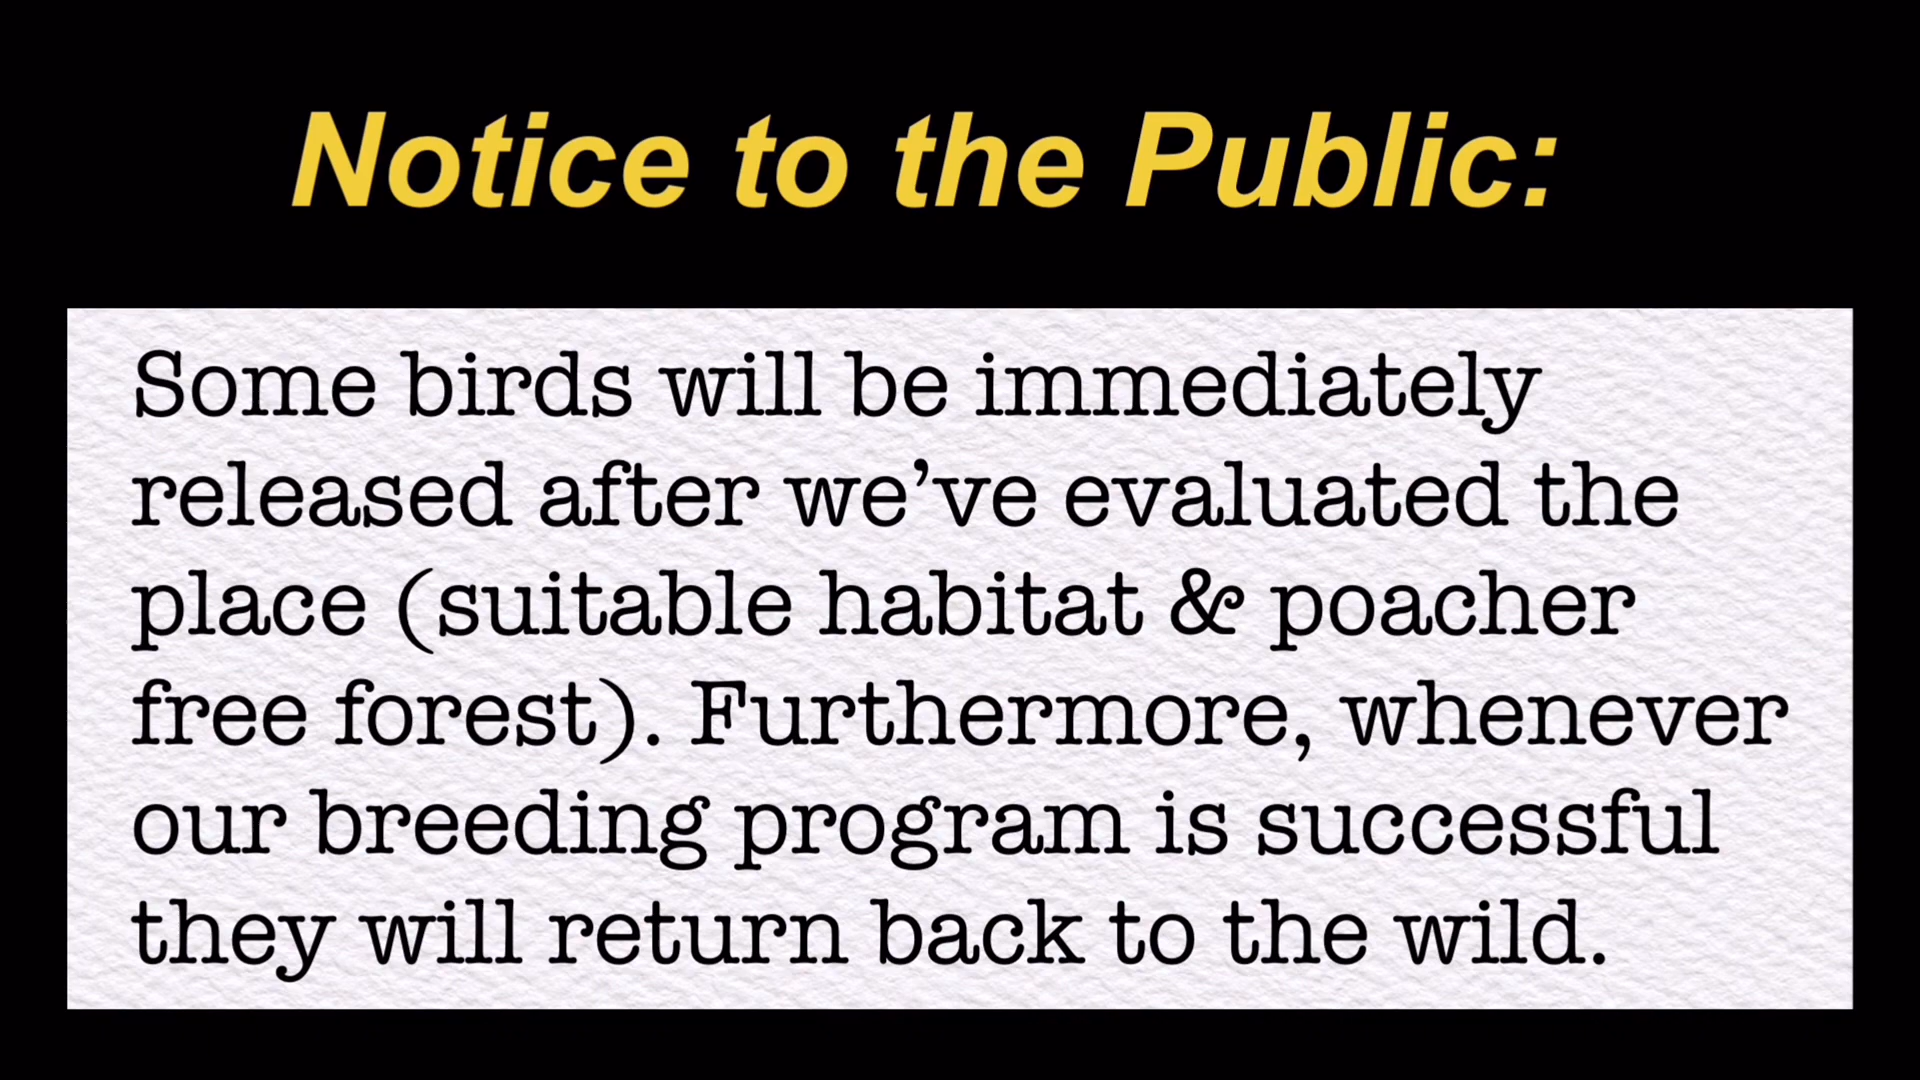 Notice to the Public:
Some birds will be immediately
released after we’ve evaluated the
place (suitable habitat & poacher
free forest). Furthermore, whenever
our breeding program is successful
they will return back to the wild.